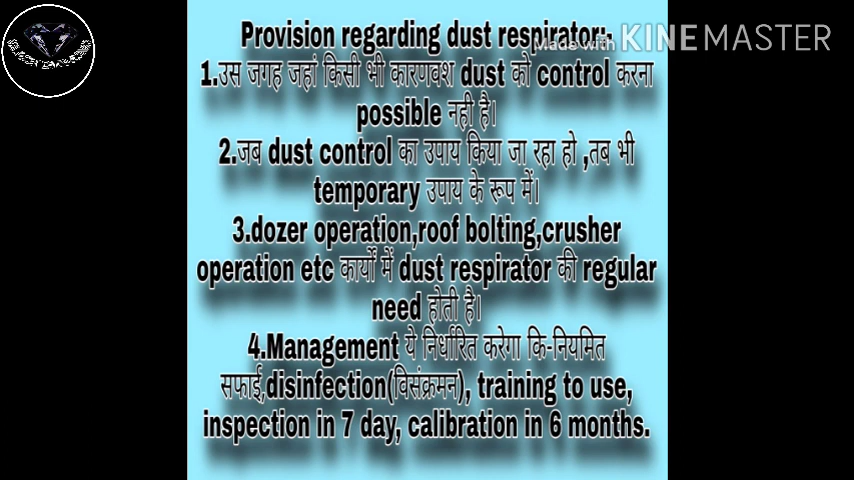 Provision regarding dust respirator:-
Made with KINEMASTER
1.उस जगह जहां किसी भी कारणवश dust को control करना
possible नही है।
2.जब dust control का उपाय किया जा रहा हो ,तब भी
temporary उपाय के रूप में।
3.dozer operation,roof bolting,crusher
operation etc कार्यों में dust respirator की regular
need होती है।
4.Management ये निर्धारित करेगा कि-नियमित
सफाई,disinfection(विसंक्रमन), training to use,
inspection in 7 day, calibration in 6 months.